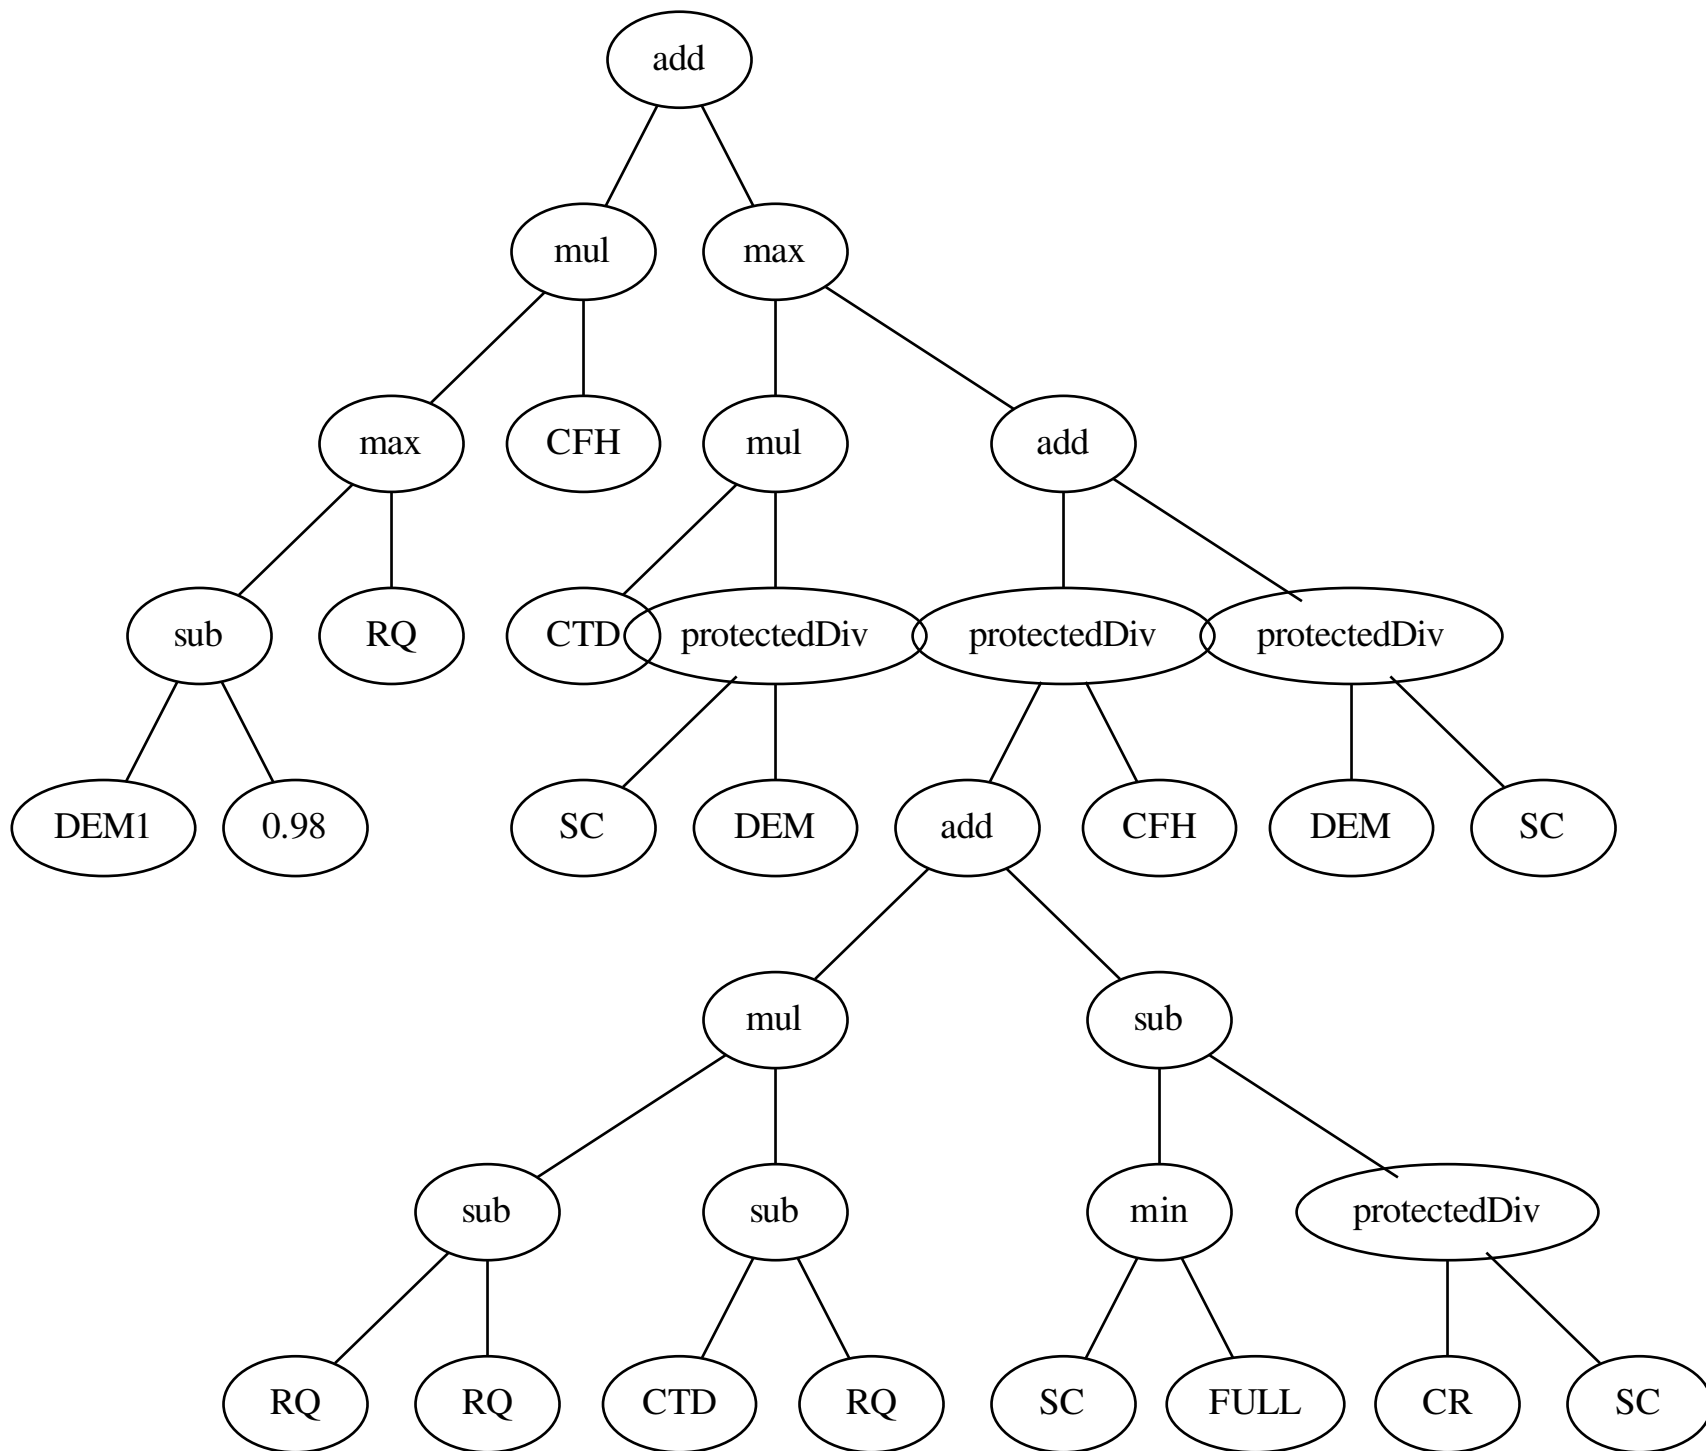 add
mul max
max CFH mul add
sub RQ CTD protectedDiv protectedDiv protectedDiv
DEM1 0.98 SC DEM add CFH DEM SC
mul sub
sub sub min protectedDiv
RQ RQ CTD RQ SC FULL CR SC